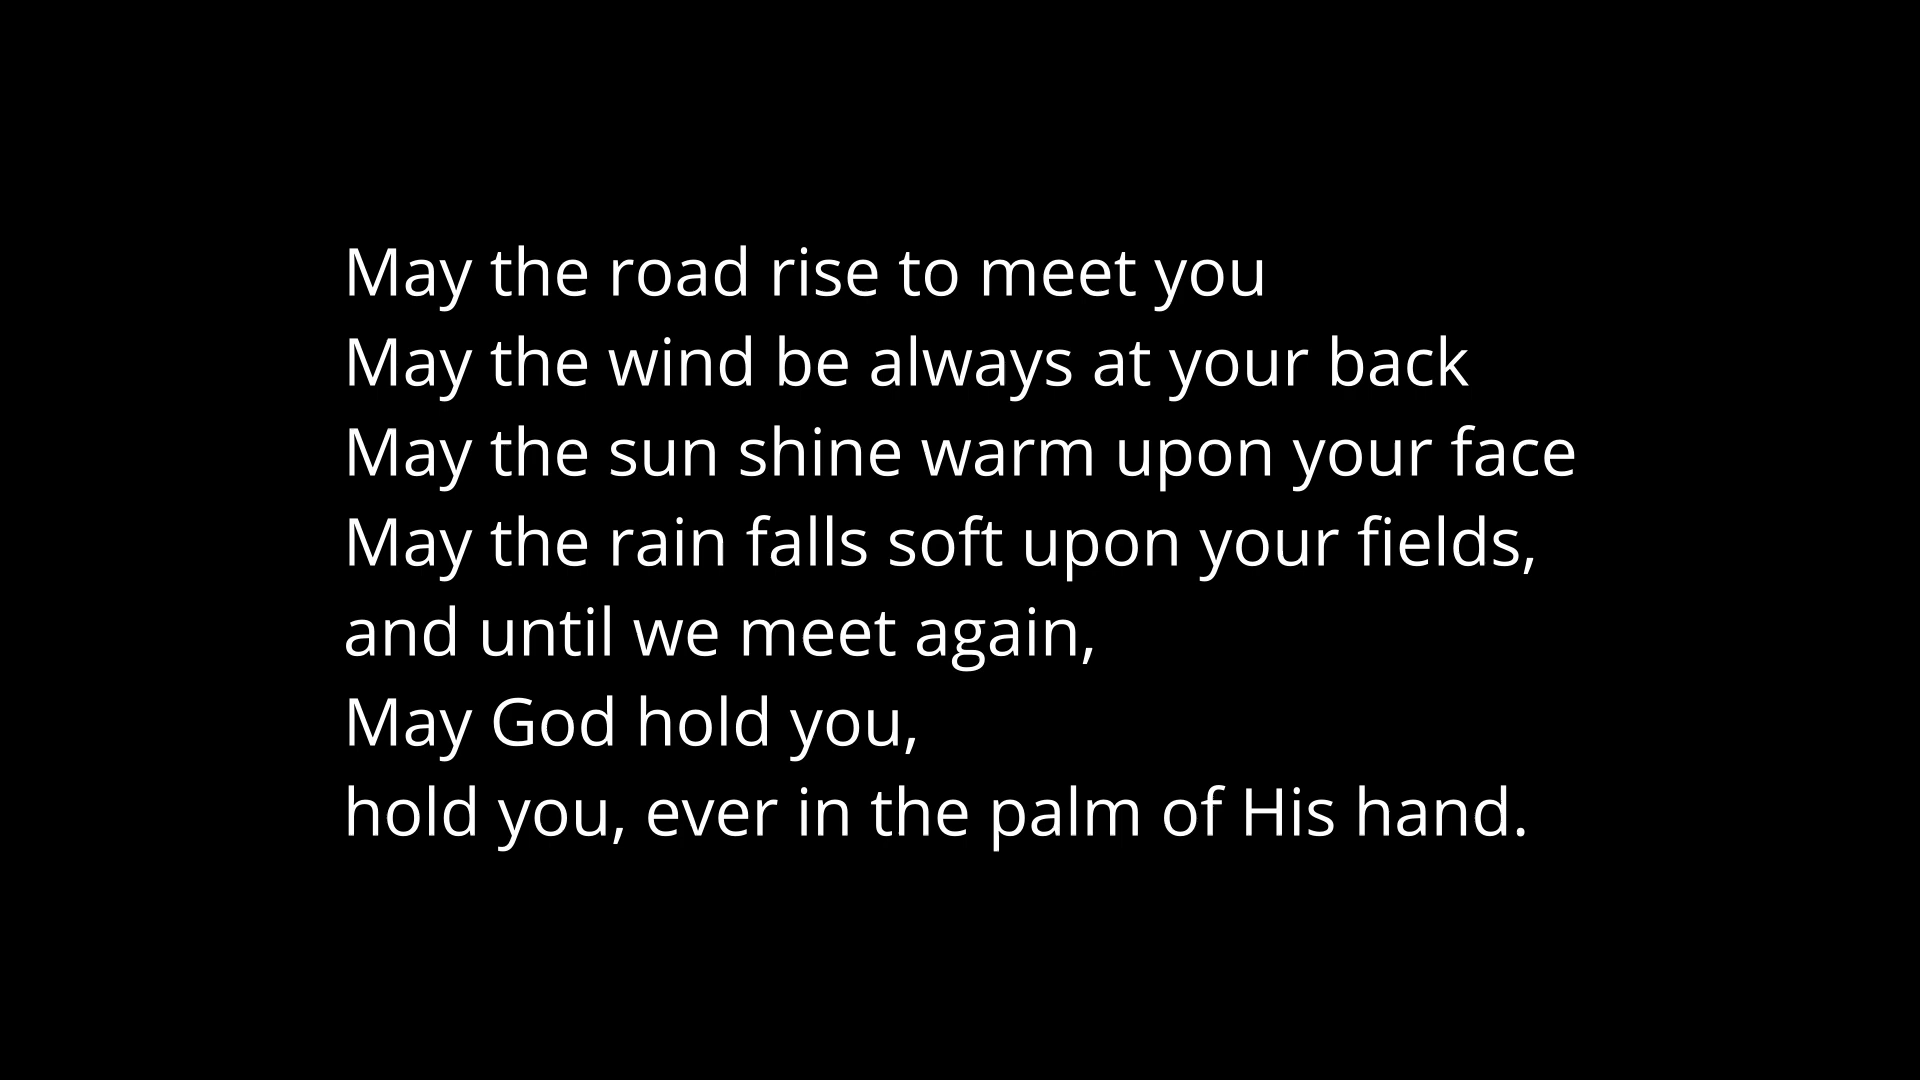 May the road rise to meet you
May the wind be always at your back
May the sun shine warm upon your face
May the rain falls soft upon your fields,
and until we meet again,
May God hold you,
hold you, ever in the palm of His hand.